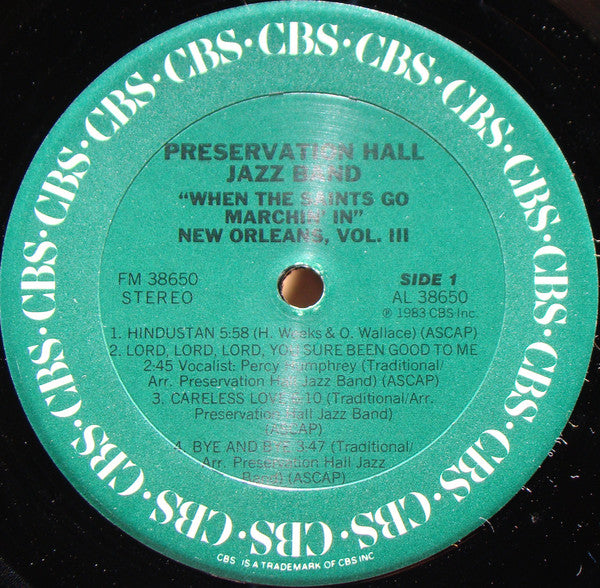 CBS·CBS·CBS·CBS·CBS·CBS·CBS·CBS·CBS·CBS·CBS·CBS·CBS·CBS·CBS·CBS·CBS·
PRESERVATION HALL
JAZZ BAND
“WHEN THE SAINTS GO
MARCHIN' IN”
NEW ORLEANS, VOL. III
FM 38650
STEREO
SIDE 1
AL 38650
℗ 1983 CBS Inc.
1. HINDUSTAN 5:58 (H. Weeks & O. Wallace) (ASCAP)
2. LORD, LORD, LORD, YOU SURE BEEN GOOD TO ME
2:45 Vocalist: Percy Humphrey (Traditional/
Arr. Preservation Hall Jazz Band) (ASCAP)
3. CARELESS LOVE :10 (Traditional/Arr.
Preservation Hall Jazz Band)
(ASCAP)
4. BYE AND BYE 3:47 (Traditional/
Arr. Preservation Hall Jazz
Band) (ASCAP)
CBS IS A TRADEMARK OF CBS INC